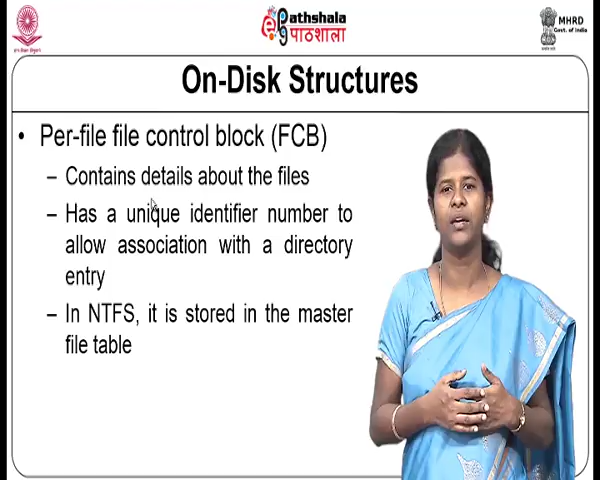 Pathshala
पाठशाला
MHRD
Govt. of India
On-Disk Structures
• Per-file file control block (FCB)
– Contains details about the files
– Has a unique identifier number to
allow association with a directory
entry
– In NTFS, it is stored in the master
file table